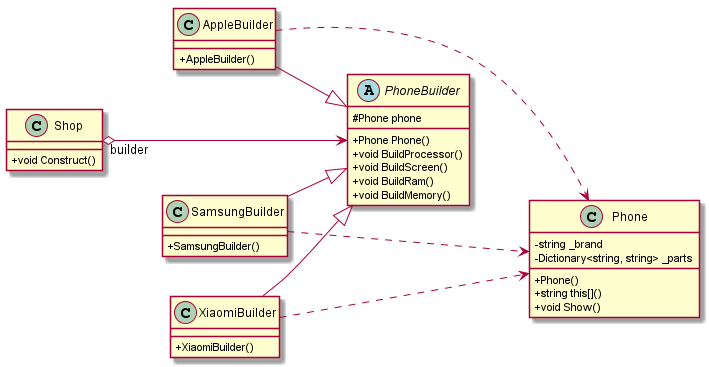 C AppleBuilder
+AppleBuilder()
A PhoneBuilder
#Phone phone
+Phone Phone()
+void BuildProcessor()
+void BuildScreen()
+void BuildRam()
+void BuildMemory()
C Shop
+void Construct()
builder
C SamsungBuilder
+SamsungBuilder()
C Phone
-string _brand
-Dictionary<string, string> _parts
+Phone()
+string this[]()
+void Show()
C XiaomiBuilder
+XiaomiBuilder()